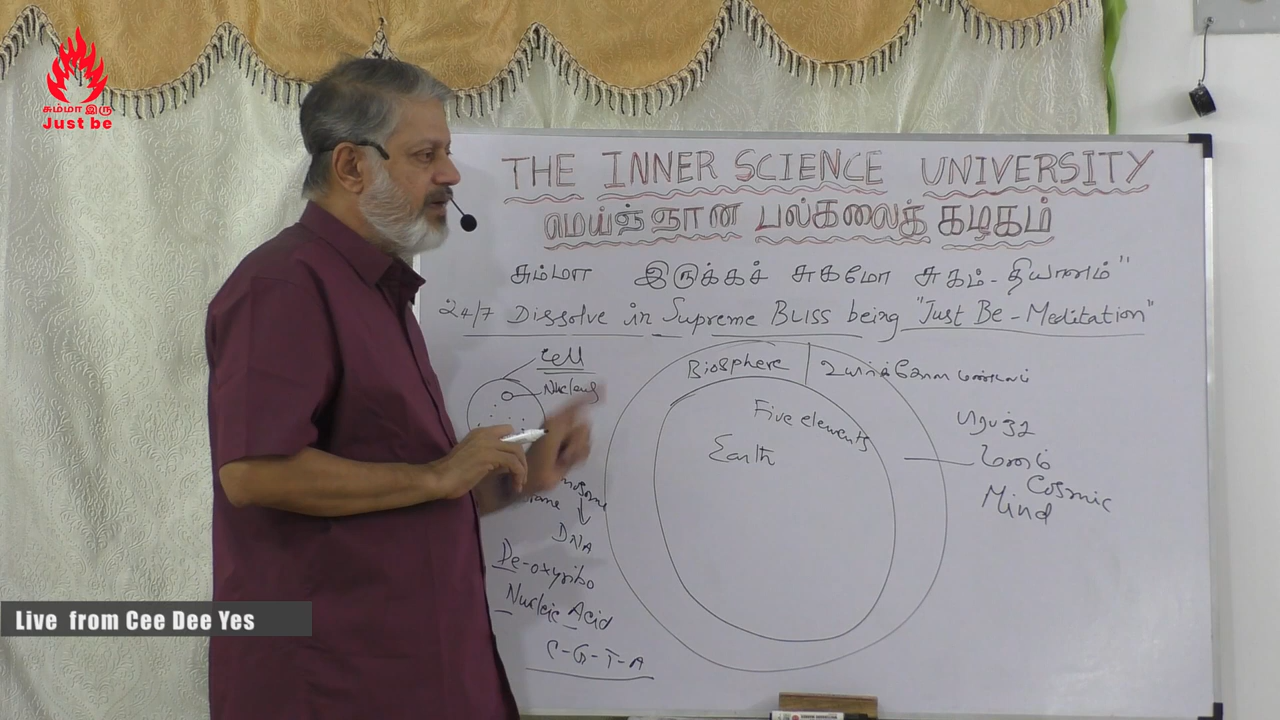 சும்மா இரு
Just be
THE INNER SCIENCE UNIVERSITY
மெய்ஞ்ஞான பல்கலைக் கழகம்
சும்மா இருக்கச் சுகமோ சுகம் - தியானம்"
24/7 Dissolve in Supreme Bliss being "Just Be - Meditation"
Cell
Nucleus
DNA
De-oxyribo
Nucleic Acid
C-G-T-A
Biosphere
Five elements
Earth
மனம்
Cosmic
Mind
Live from Cee Dee Yes